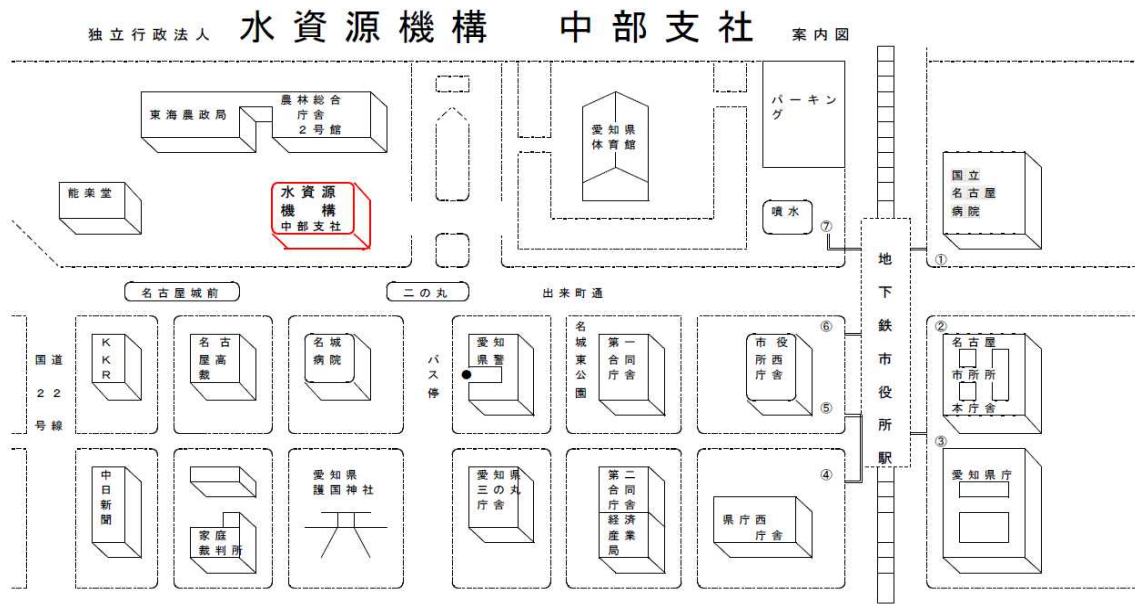 独立行政法人 水資源機構 中部支社 案内図
東海農政局
農林総合
庁舎
2号館
愛知県
体育館
パーキン
グ
能楽堂
水資源
機構
中部支社
噴水
⑦
国立
名古屋
病院
①
地下鉄市役所駅
名古屋城前
二の丸
出来町通
国道22号線
KKR
名古
屋高
裁
名城
病院
バス停
愛知
県警
名城東公園
第一
合同
庁舎
市役
所西
庁舎
⑥
⑤
②
名古屋
市所所
本庁舎
③
中日新聞
家庭
裁判所
愛知県
護国神社
愛知県
三の丸
庁舎
第二
合同
庁舎
経済
産業
局
県庁西
庁舎
④
愛知県庁